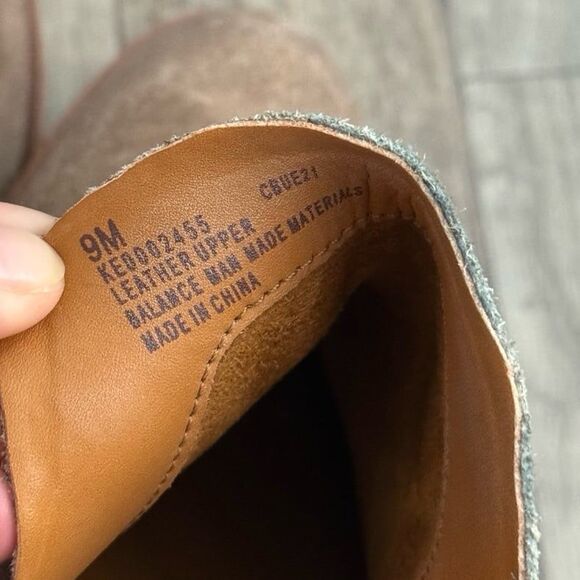 9M
KE0002455 CBUE21
LEATHER UPPER
BALANCE MAN MADE MATERIALS
MADE IN CHINA